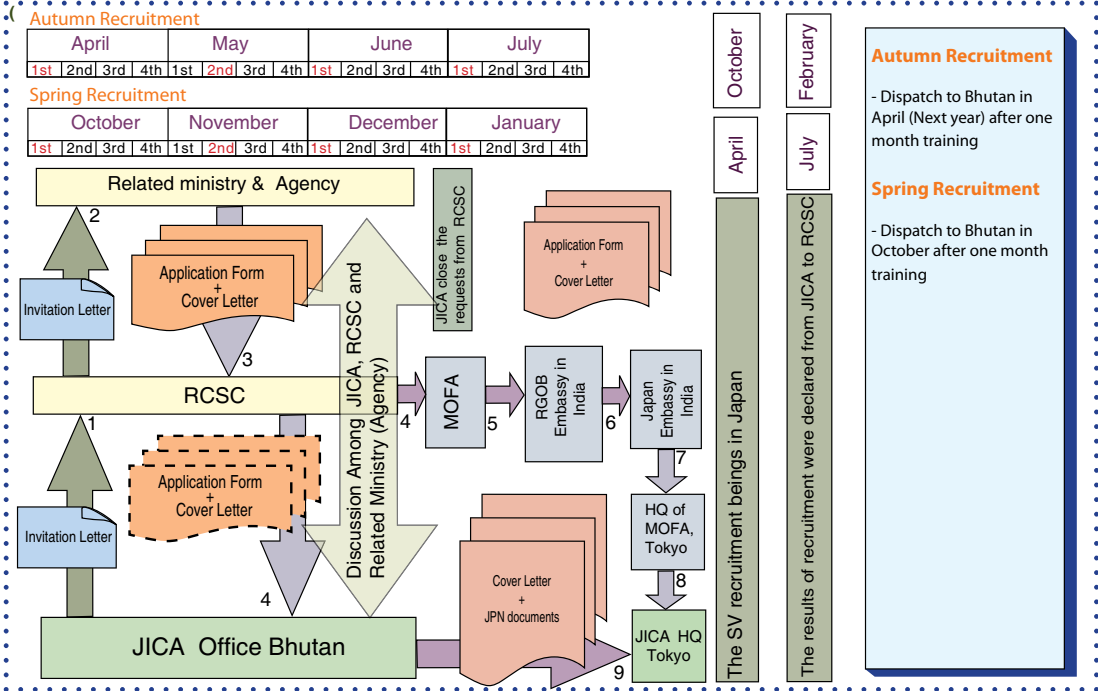 (
Autumn Recruitment
April May June July
1st 2nd 3rd 4th 1st 2nd 3rd 4th 1st 2nd 3rd 4th 1st 2nd 3rd 4th
Spring Recruitment
October November December January
1st 2nd 3rd 4th 1st 2nd 3rd 4th 1st 2nd 3rd 4th 1st 2nd 3rd 4th
October
February
April
July
Related ministry & Agency
2
Invitation Letter
Application Form
+
Cover Letter
3
JICA close the
requests from RCSC
Application Form
+
Cover Letter
RCSC
1
4
MOFA
5
RGOB
Embassy in
India
6
Japan
Embassy in
India
7
HQ of
MOFA,
Tokyo
8
Invitation Letter
Application Form
+
Cover Letter
4
Discussion Among JICA, RCSC and
Related Ministry (Agency)
Cover Letter
+
JPN documents
JICA Office Bhutan
9
JICA HQ
Tokyo
The SV recruitment beings in Japan
The results of recruitment were declared from JICA to RCSC
Autumn Recruitment
- Dispatch to Bhutan in
April (Next year) after one
month training
Spring Recruitment
- Dispatch to Bhutan in
October after one month
training